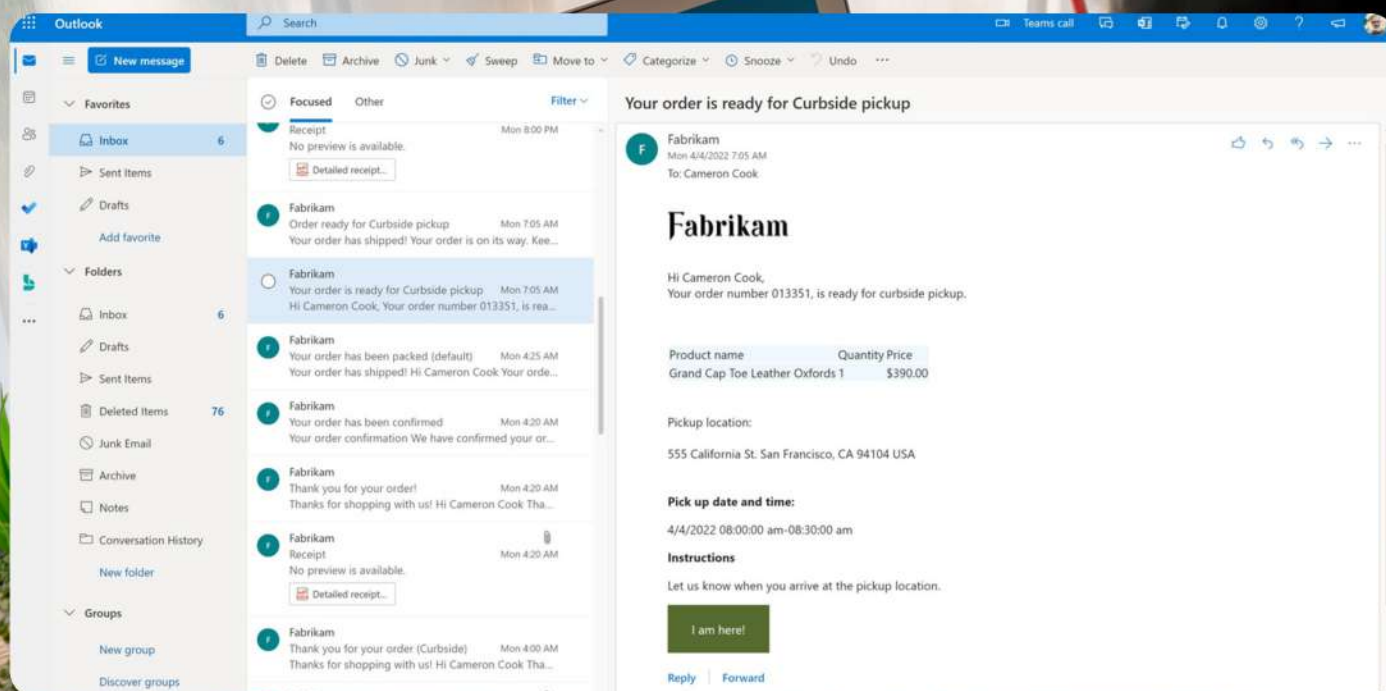 Outlook
Search
Teams call
New message
Delete
Archive
Junk
Sweep
Move to
Categorize
Snooze
Undo
Favorites
Inbox 6
Sent Items
Drafts
Add favorite
Folders
Inbox 6
Drafts
Sent Items
Deleted Items 76
Junk Email
Archive
Notes
Conversation History
New folder
Groups
New group
Discover groups
Focused Other Filter
Receipt Mon 8:00 PM
No preview is available.
Detailed receipt...
F
Fabrikam
Order ready for Curbside pickup Mon 7:05 AM
Your order has shipped! Your order is on its way. Kee...
Fabrikam
Your order is ready for Curbside pickup Mon 7:05 AM
Hi Cameron Cook, Your order number 013351, is rea...
F
Fabrikam
Your order has been packed (default) Mon 4:25 AM
Your order has shipped! Hi Cameron Cook Your orde...
F
Fabrikam
Your order has been confirmed Mon 4:20 AM
Your order confirmation We have confirmed your or...
F
Fabrikam
Thank you for your order! Mon 4:20 AM
Thanks for shopping with us! Hi Cameron Cook Tha...
F
Fabrikam
Receipt Mon 4:20 AM
No preview is available.
Detailed receipt...
F
Fabrikam
Thank you for your order (Curbside) Mon 4:00 AM
Thanks for shopping with us! Hi Cameron Cook Tha...
Your order is ready for Curbside pickup
F
Fabrikam
Mon 4/4/2022 7:05 AM
To: Cameron Cook
Fabrikam
Hi Cameron Cook,
Your order number 013351, is ready for curbside pickup.
Product name Quantity Price
Grand Cap Toe Leather Oxfords 1 $390.00
Pickup location:
555 California St. San Francisco, CA 94104 USA
Pick up date and time:
4/4/2022 08:00:00 am-08:30:00 am
Instructions
Let us know when you arrive at the pickup location.
I am here!
Reply Forward